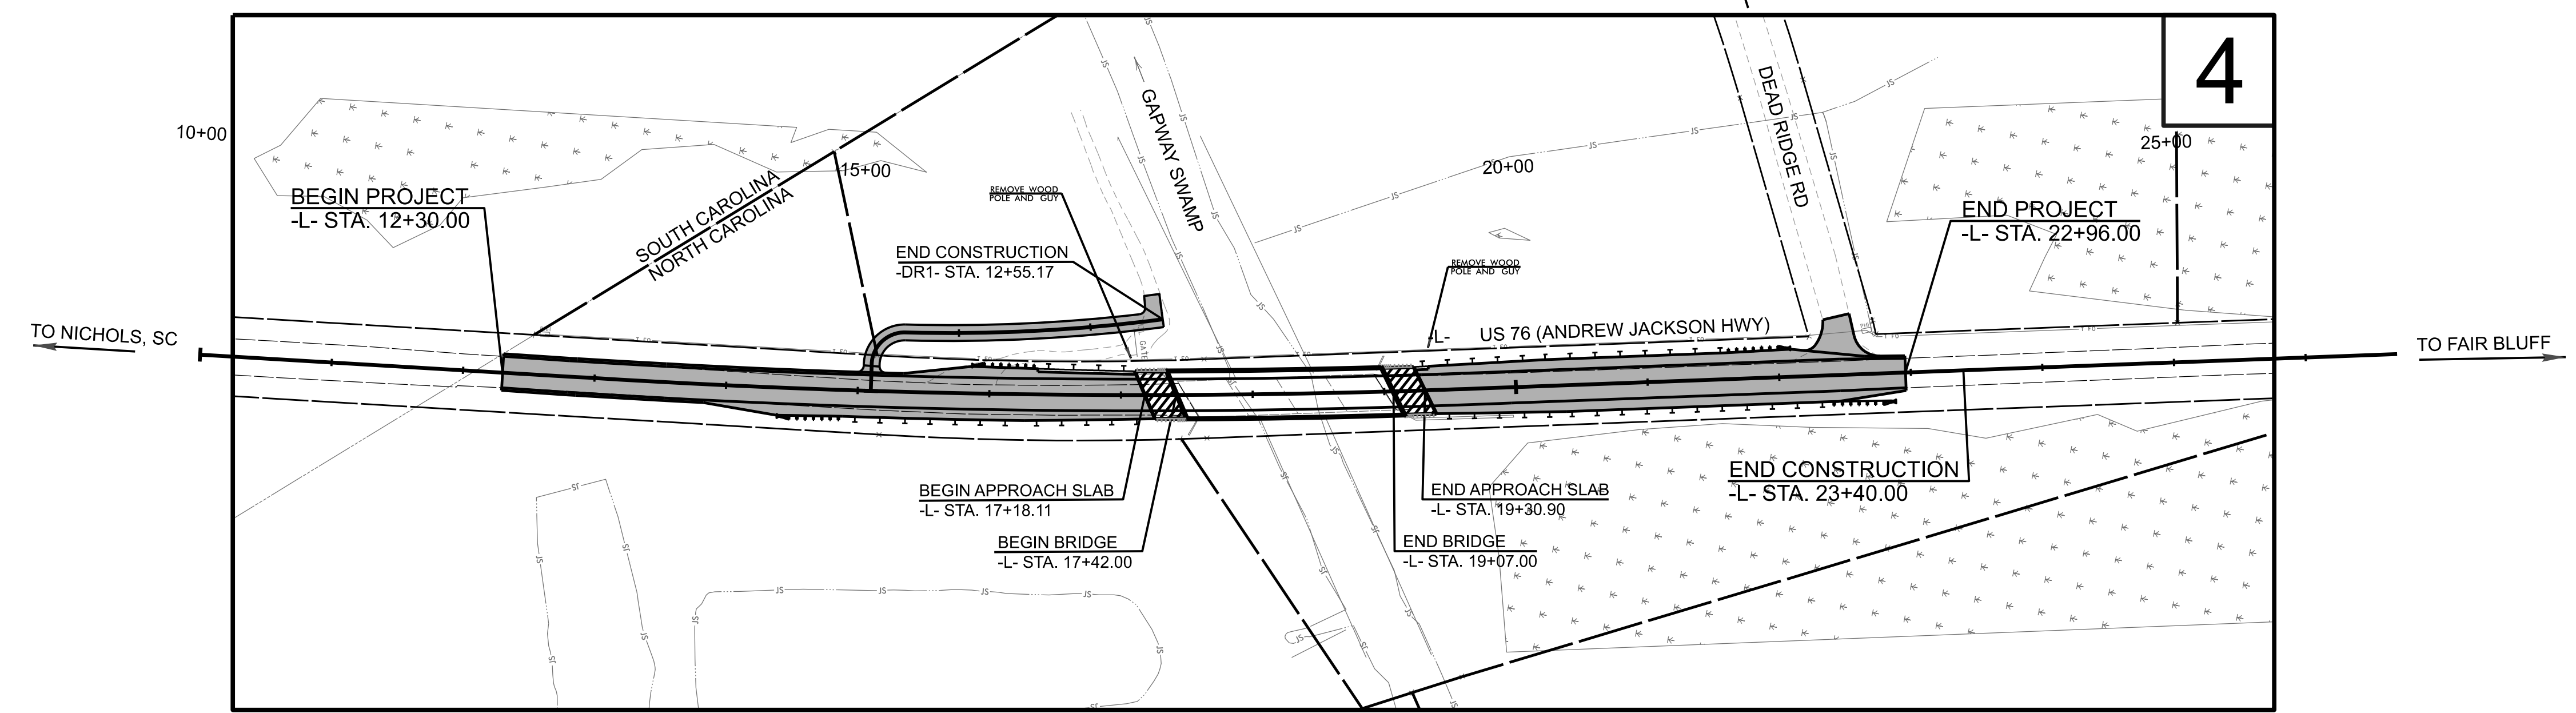 4
10+00
15+00
20+00
25+00
BEGIN PROJECT
-L- STA. 12+30.00
SOUTH CAROLINA
NORTH CAROLINA
REMOVE WOOD
POLE AND GUY
END CONSTRUCTION
-DR1- STA. 12+55.17
GAPWAY SWAMP
REMOVE WOOD
POLE AND GUY
DEAD RIDGE RD
END PROJECT
-L- STA. 22+96.00
TO NICHOLS, SC
-L- US 76 (ANDREW JACKSON HWY)
TO FAIR BLUFF
GATE
BEGIN APPROACH SLAB
-L- STA. 17+18.11
BEGIN BRIDGE
-L- STA. 17+42.00
END APPROACH SLAB
-L- STA. 19+30.90
END BRIDGE
-L- STA. 19+07.00
END CONSTRUCTION
-L- STA. 23+40.00